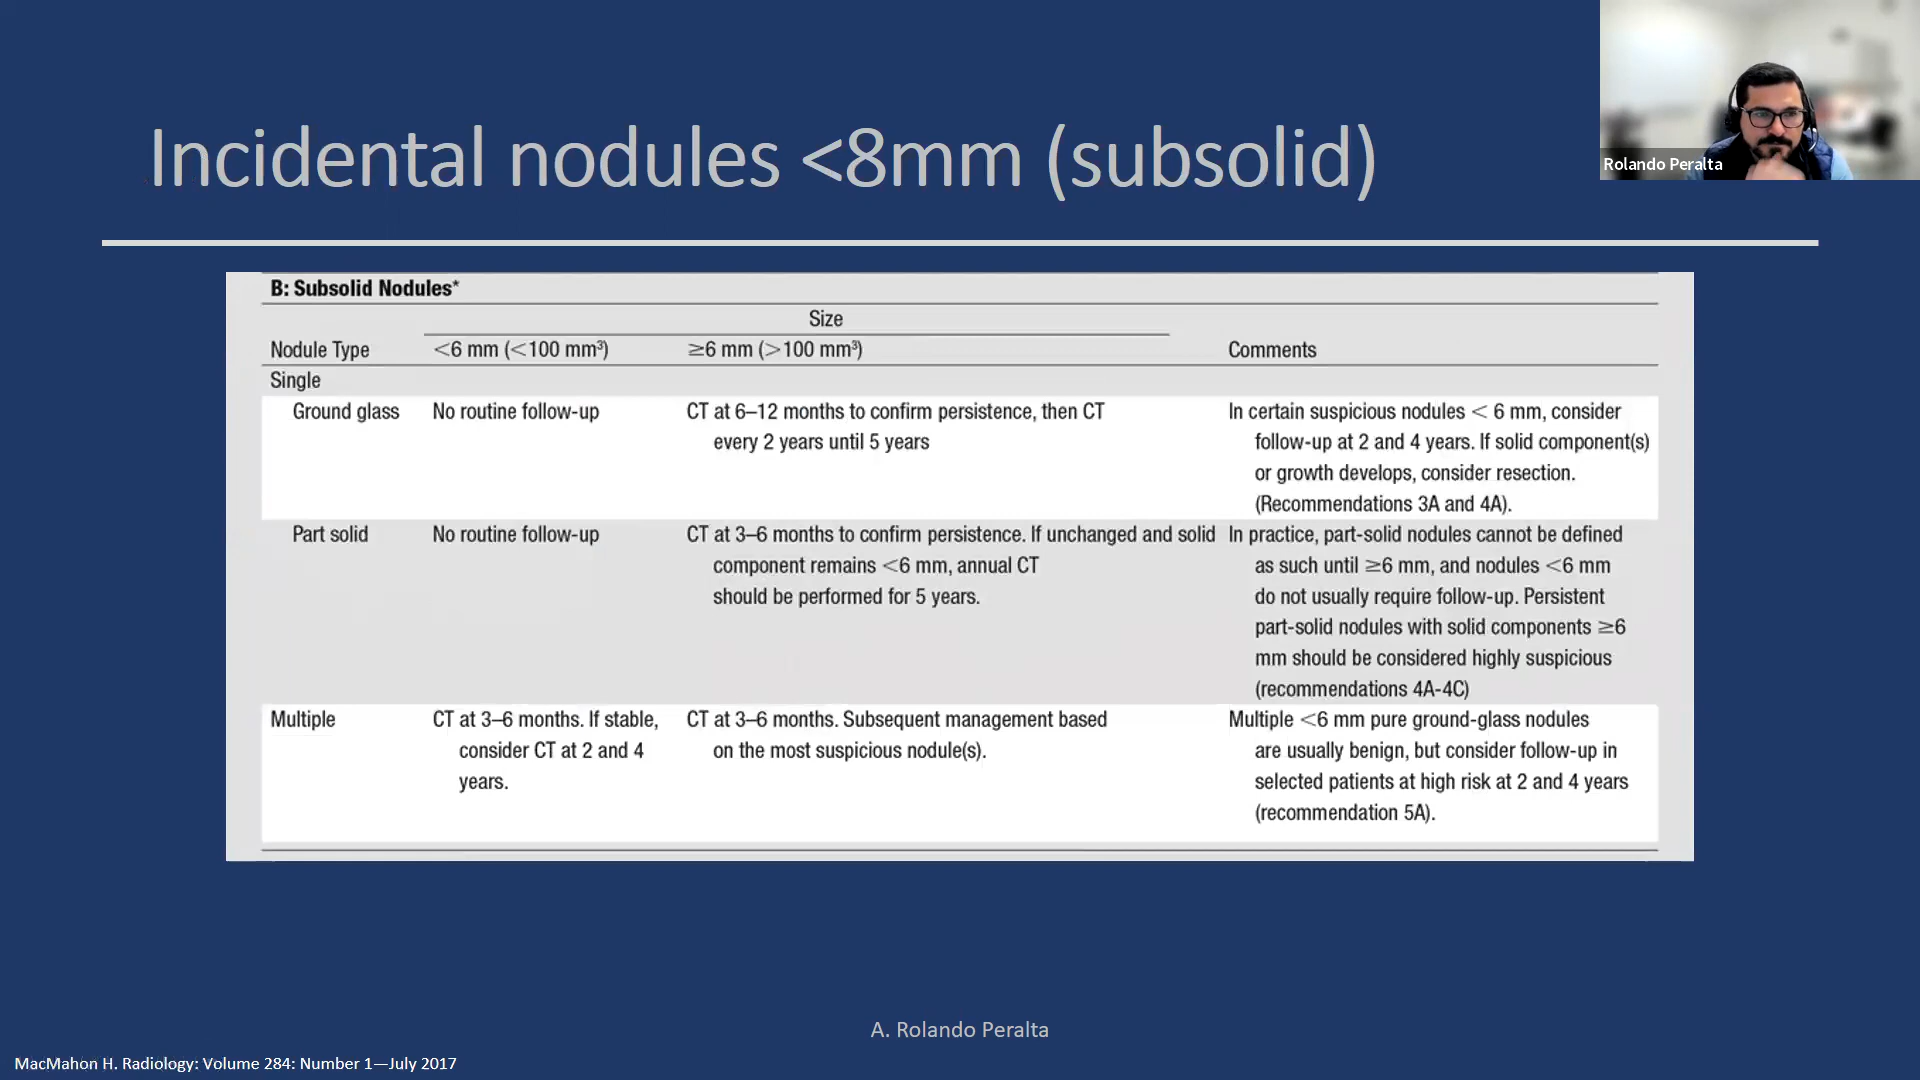 Incidental nodules <8mm (subsolid)
Rolando Peralta
B: Subsolid Nodules*
Size
Nodule Type <6 mm (<100 mm³) ≥6 mm (>100 mm³) Comments
Single
Ground glass No routine follow-up CT at 6–12 months to confirm persistence, then CT In certain suspicious nodules < 6 mm, consider
every 2 years until 5 years follow-up at 2 and 4 years. If solid component(s)
or growth develops, consider resection.
(Recommendations 3A and 4A).
Part solid No routine follow-up CT at 3–6 months to confirm persistence. If unchanged and solid In practice, part-solid nodules cannot be defined
component remains <6 mm, annual CT as such until ≥6 mm, and nodules <6 mm
should be performed for 5 years. do not usually require follow-up. Persistent
part-solid nodules with solid components ≥6
mm should be considered highly suspicious
(recommendations 4A-4C)
Multiple CT at 3–6 months. If stable, CT at 3–6 months. Subsequent management based Multiple <6 mm pure ground-glass nodules
consider CT at 2 and 4 on the most suspicious nodule(s). are usually benign, but consider follow-up in
years. selected patients at high risk at 2 and 4 years
(recommendation 5A).
A. Rolando Peralta
MacMahon H. Radiology: Volume 284: Number 1—July 2017